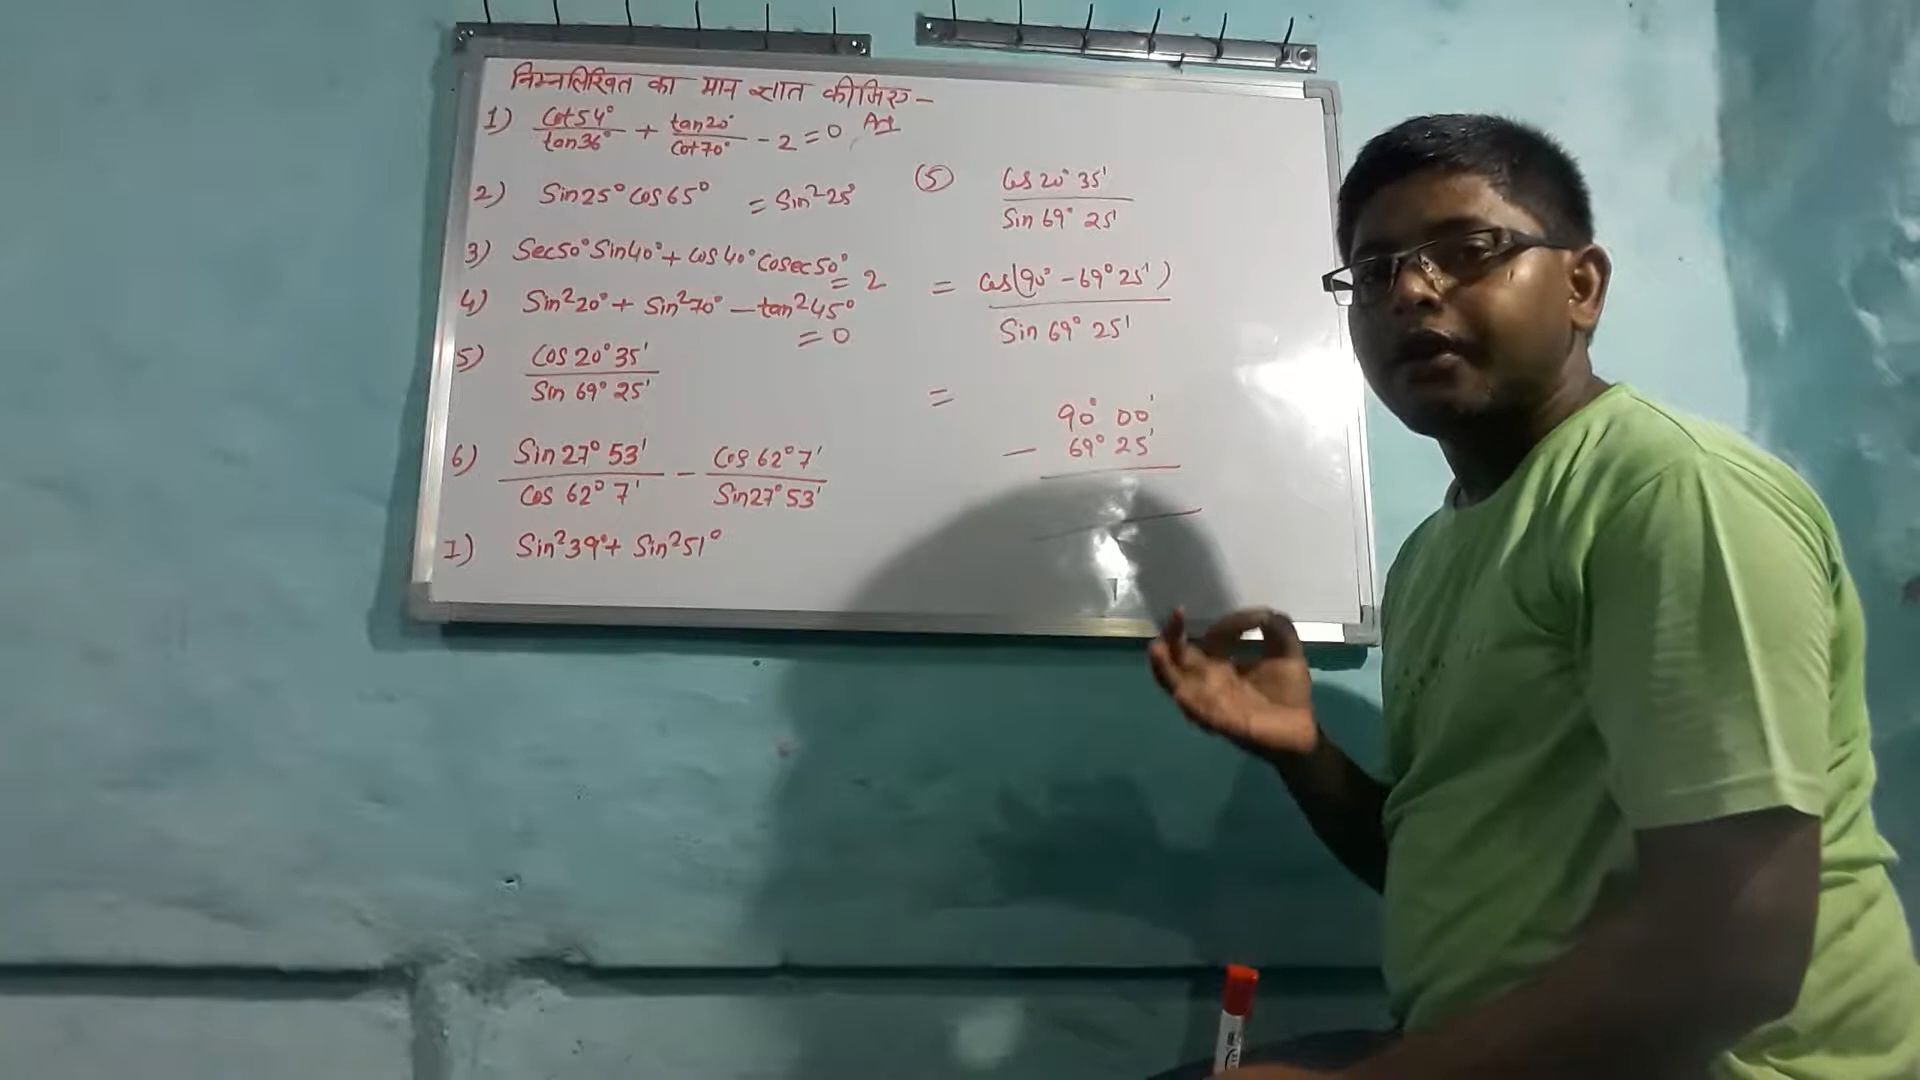 निम्नलिखित का मान ज्ञात कीजिए -
1) Cot54°/tan36° + tan20°/Cot70° - 2 = 0 Ans
2) Sin25° Cos65° = Sin²25°
3) Sec50° Sin40° + Cos40° Cosec50° = 2
4) Sin²20° + Sin²70° - tan²45°
= 0
5) Cos20°35'/Sin 69°25'
6) Sin27°53'/Cos 62°7' - Cos 62°7'/Sin27°53'
7) Sin²39° + Sin²51°
(5) Cos 20° 35'/Sin 69° 25'
= Cos(90° - 69° 25')/Sin 69° 25'
=
90° 00'
- 69° 25'